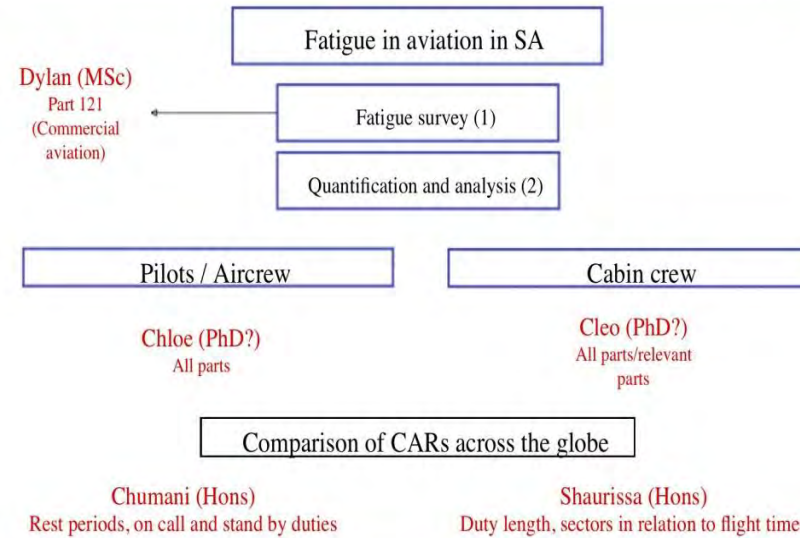 Fatigue in aviation in SA
Dylan (MSc)
Part 121
(Commercial
aviation)
Fatigue survey (1)
Quantification and analysis (2)
Pilots / Aircrew
Cabin crew
Chloe (PhD?)
All parts
Cleo (PhD?)
All parts/relevant
parts
Comparison of CARs across the globe
Chumani (Hons)
Rest periods, on call and stand by duties
Shaurissa (Hons)
Duty length, sectors in relation to flight time